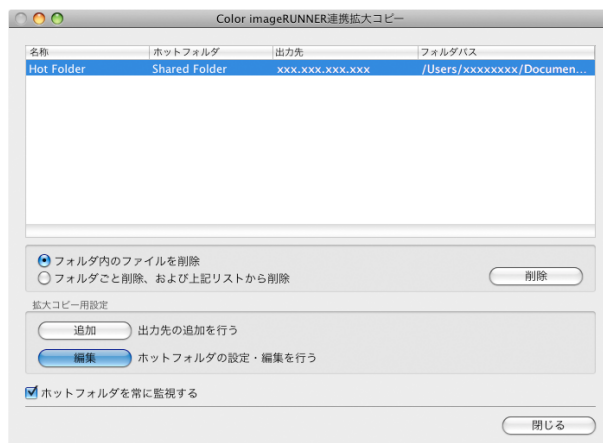 Color imageRUNNER連携拡大コピー
名称 ホットフォルダ 出力先 フォルダパス
Hot Folder Shared Folder xxx.xxx.xxx.xxx /Users/xxxxxxxx/Documen...
フォルダ内のファイルを削除
フォルダごと削除、および上記リストから削除 削除
拡大コピー用設定
追加 出力先の追加を行う
編集 ホットフォルダの設定・編集を行う
ホットフォルダを常に監視する
閉じる